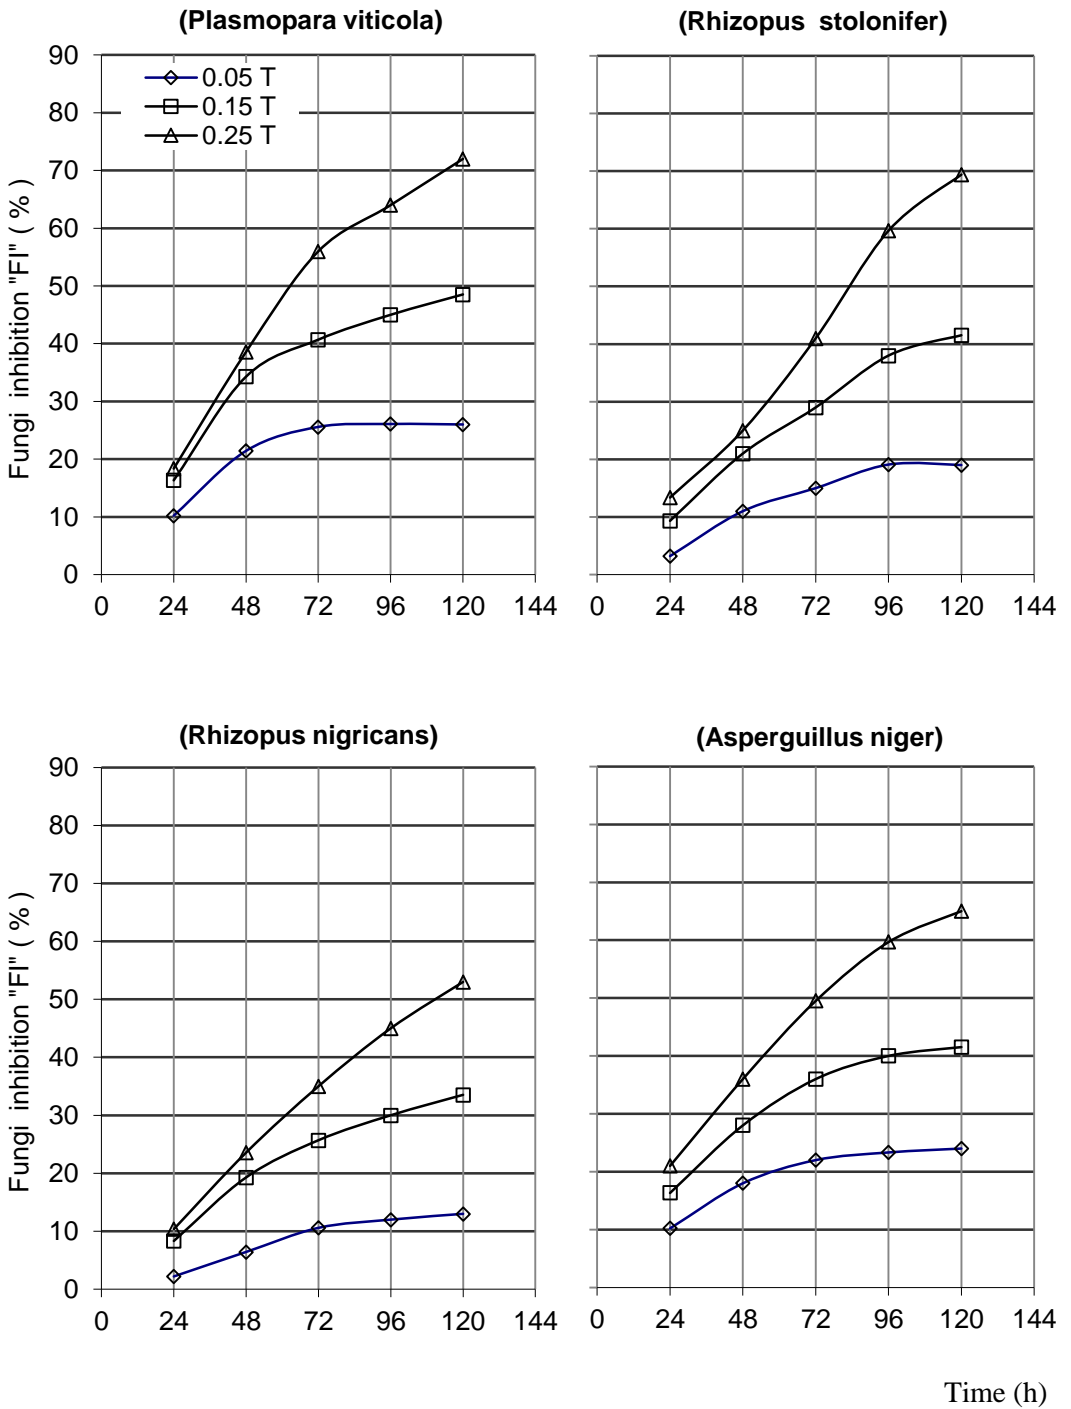 (Plasmopara viticola)
(Rhizopus stolonifer)
90
80
70
60
50
40
30
20
10
0
0.05 T
0.15 T
0.25 T
Fungi inhibition "FI" ( % )
0 24 48 72 96 120 144
0 24 48 72 96 120 144
(Rhizopus nigricans)
(Asperguillus niger)
90
80
70
60
50
40
30
20
10
0
Fungi inhibition "FI" ( % )
0 24 48 72 96 120 144
0 24 48 72 96 120 144
Time (h)